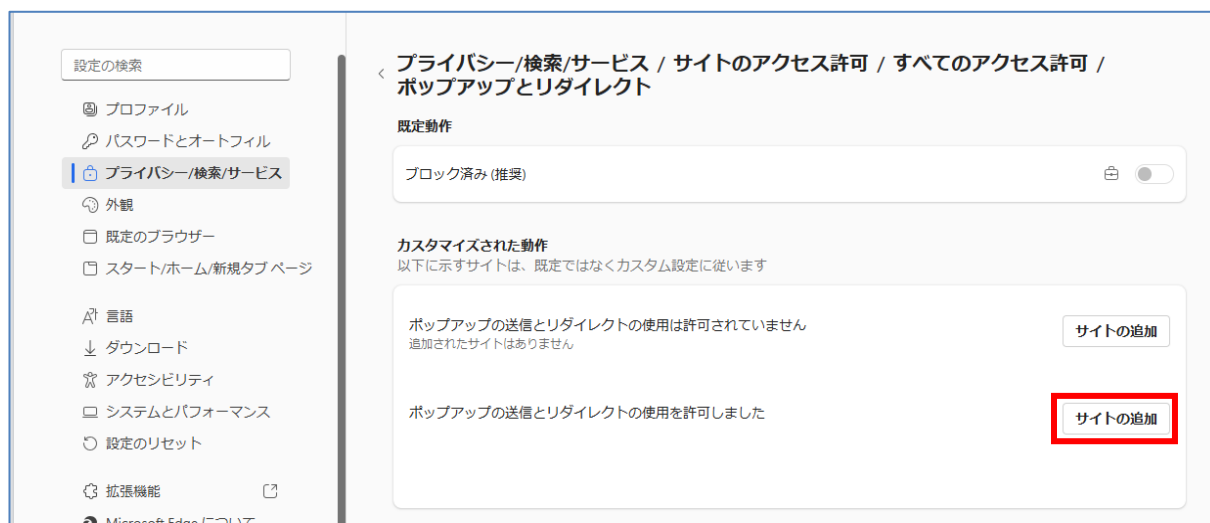 設定の検索
プロファイル
パスワードとオートフィル
プライバシー/検索/サービス
外観
既定のブラウザー
スタート/ホーム/新規タブ ページ
言語
ダウンロード
アクセシビリティ
システムとパフォーマンス
設定のリセット
拡張機能
Microsoft Edge について
プライバシー/検索/サービス / サイトのアクセス許可 / すべてのアクセス許可 /
ポップアップとリダイレクト
既定動作
ブロック済み (推奨)
カスタマイズされた動作
以下に示すサイトは、既定ではなくカスタム設定に従います
ポップアップの送信とリダイレクトの使用は許可されていません
追加されたサイトはありません
サイトの追加
ポップアップの送信とリダイレクトの使用を許可しました
サイトの追加